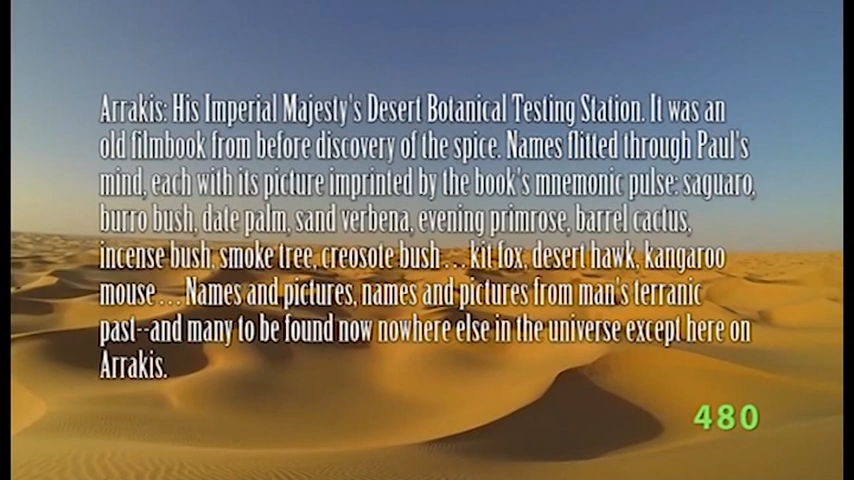 Arrakis: His Imperial Majesty's Desert Botanical Testing Station. It was an
old filmbook from before discovery of the spice. Names flitted through Paul's
mind, each with its picture imprinted by the book's mnemonic pulse: saguaro,
burro bush, date palm, sand verbena, evening primrose, barrel cactus,
incense bush, smoke tree, creosote bush . . . kit fox, desert hawk, kangaroo
mouse . . . Names and pictures, names and pictures from man's terranic
past--and many to be found now nowhere else in the universe except here on
Arrakis.
480